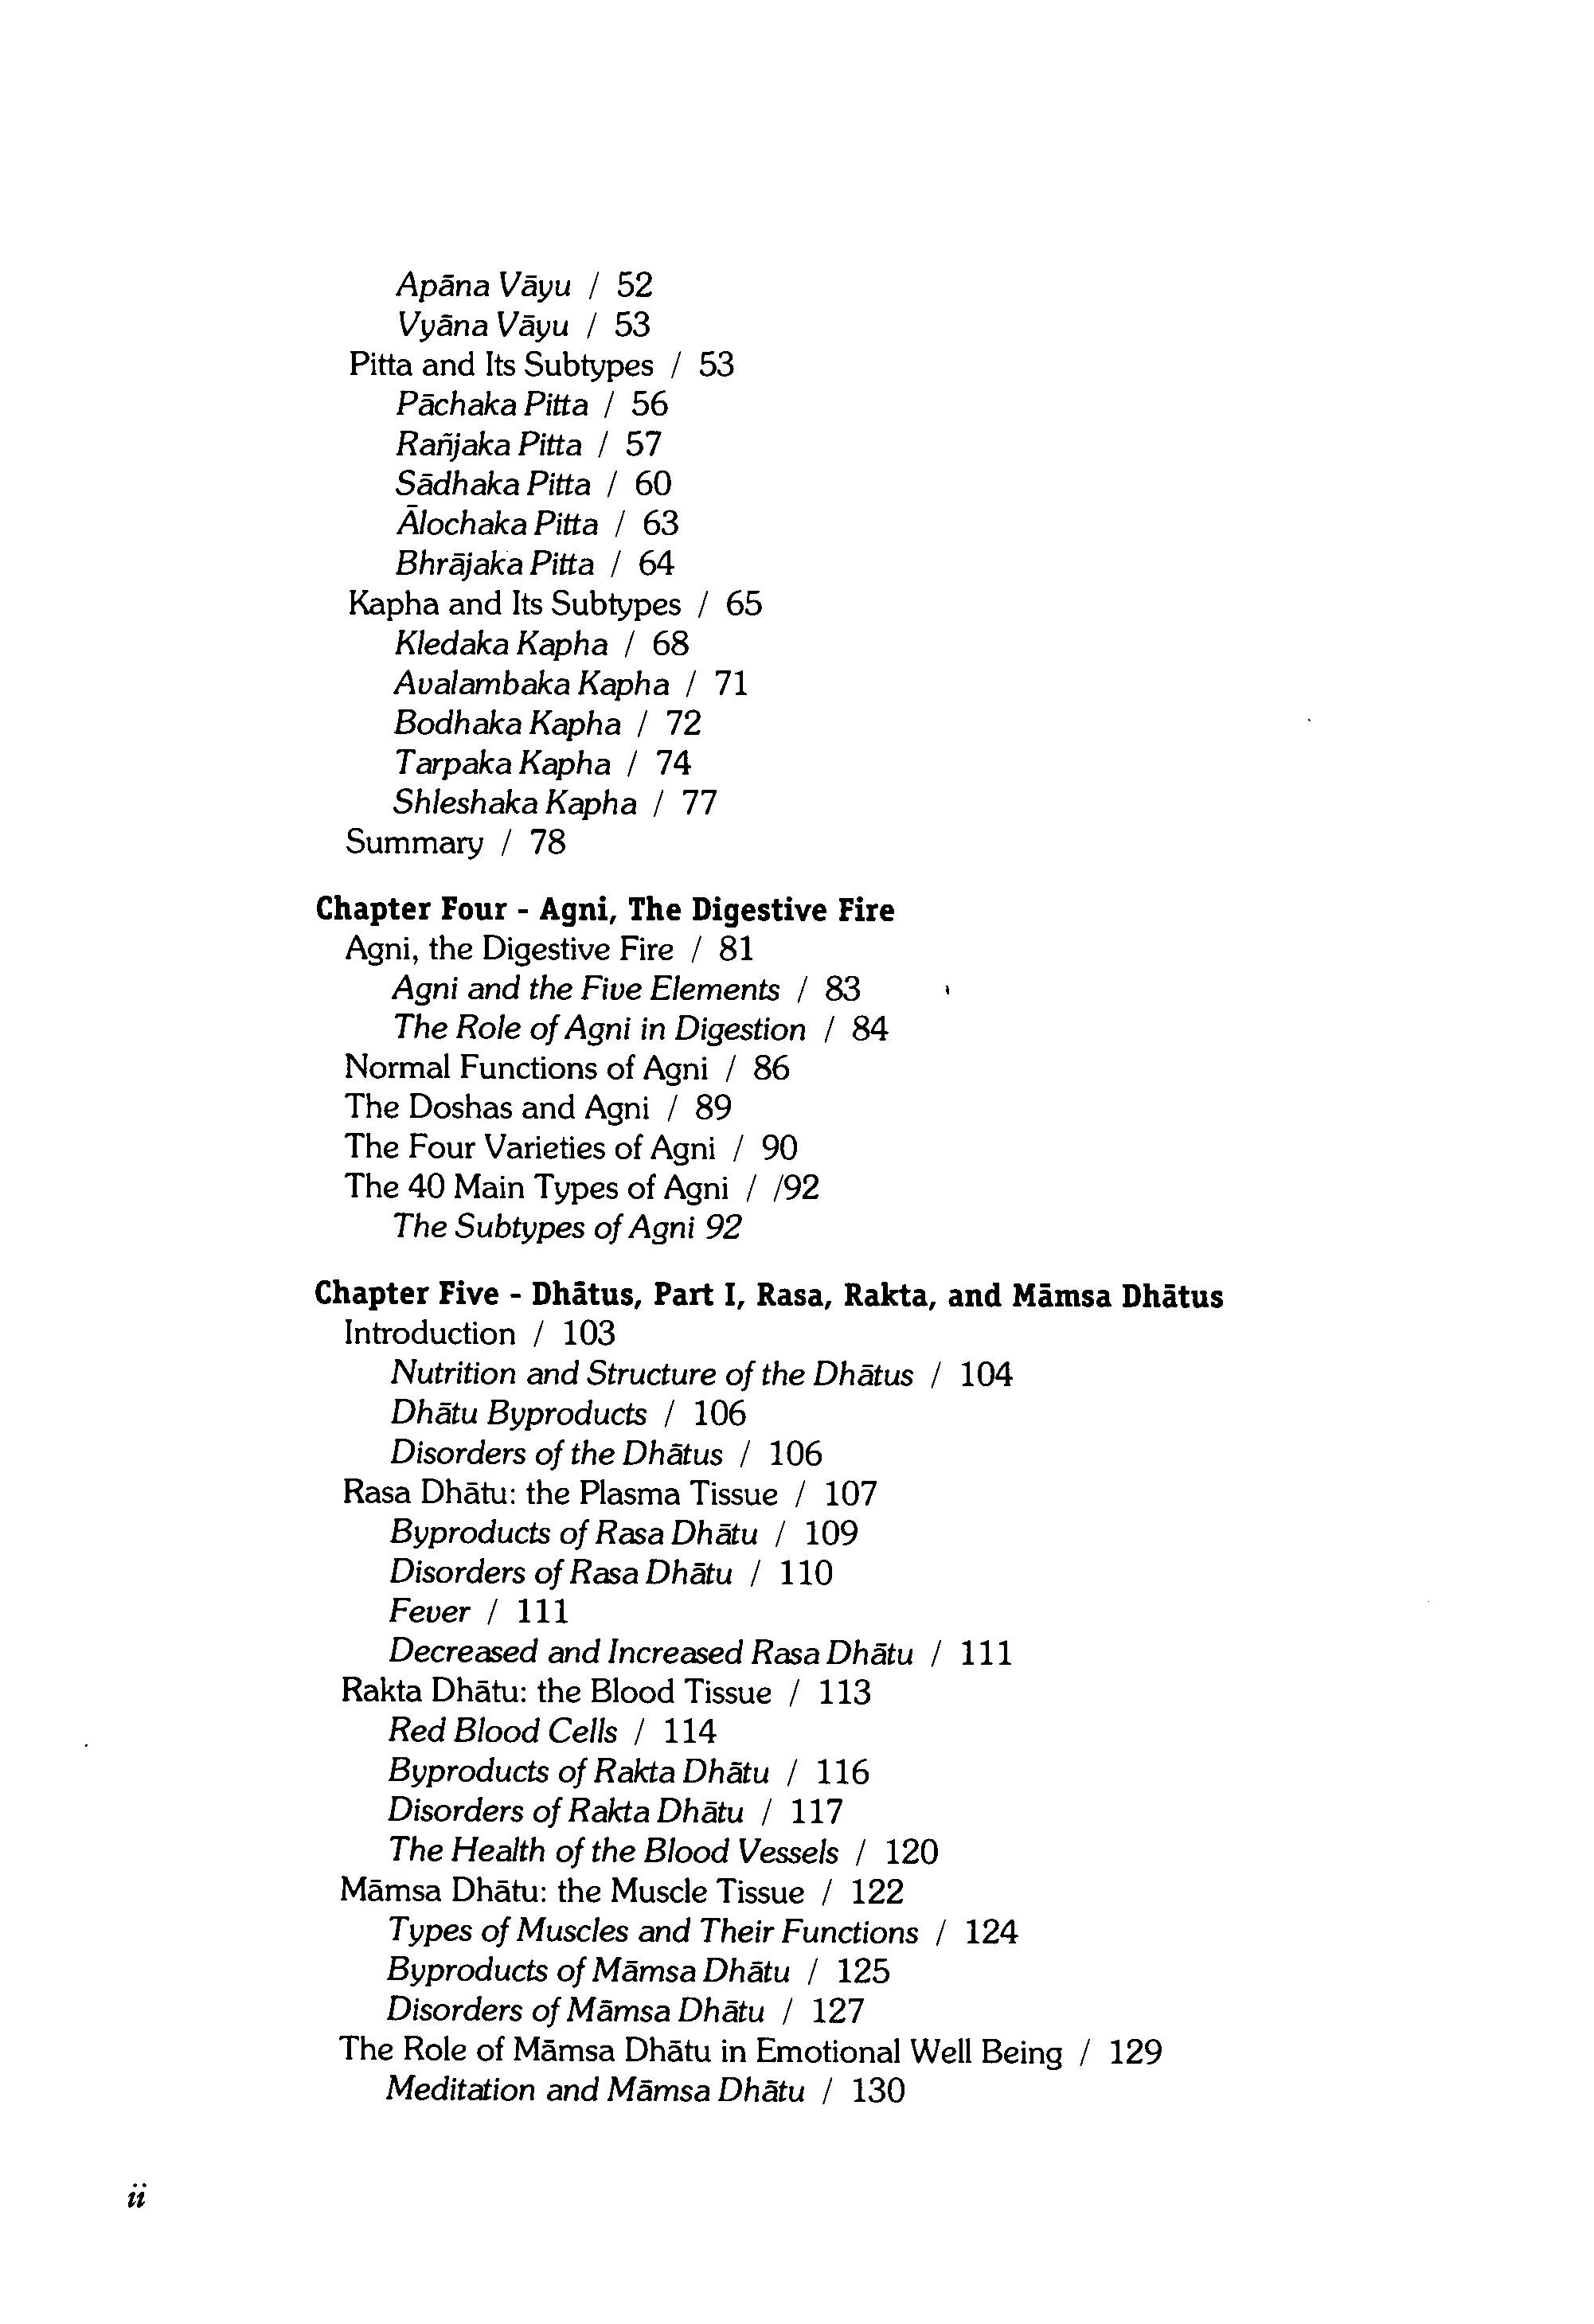 Apāna Vāyu / 52
Vyāna Vāyu / 53
Pitta and Its Subtypes / 53
Pāchaka Pitta / 56
Rañjaka Pitta / 57
Sādhaka Pitta / 60
Ālochaka Pitta / 63
Bhrājaka Pitta / 64
Kapha and Its Subtypes / 65
Kledaka Kapha / 68
Avalambaka Kapha / 71
Bodhaka Kapha / 72
Tarpaka Kapha / 74
Shleshaka Kapha / 77
Summary / 78
Chapter Four - Agni, The Digestive Fire
Agni, the Digestive Fire / 81
Agni and the Five Elements / 83
The Role of Agni in Digestion / 84
Normal Functions of Agni / 86
The Doshas and Agni / 89
The Four Varieties of Agni / 90
The 40 Main Types of Agni / /92
The Subtypes of Agni 92
Chapter Five - Dhātus, Part I, Rasa, Rakta, and Māmsa Dhātus
Introduction / 103
Nutrition and Structure of the Dhātus / 104
Dhātu Byproducts / 106
Disorders of the Dhātus / 106
Rasa Dhātu: the Plasma Tissue / 107
Byproducts of Rasa Dhātu / 109
Disorders of Rasa Dhātu / 110
Fever / 111
Decreased and Increased Rasa Dhātu / 111
Rakta Dhātu: the Blood Tissue / 113
Red Blood Cells / 114
Byproducts of Rakta Dhātu / 116
Disorders of Rakta Dhātu / 117
The Health of the Blood Vessels / 120
Māmsa Dhātu: the Muscle Tissue / 122
Types of Muscles and Their Functions / 124
Byproducts of Māmsa Dhātu / 125
Disorders of Māmsa Dhātu / 127
The Role of Māmsa Dhātu in Emotional Well Being / 129
Meditation and Māmsa Dhātu / 130
ii